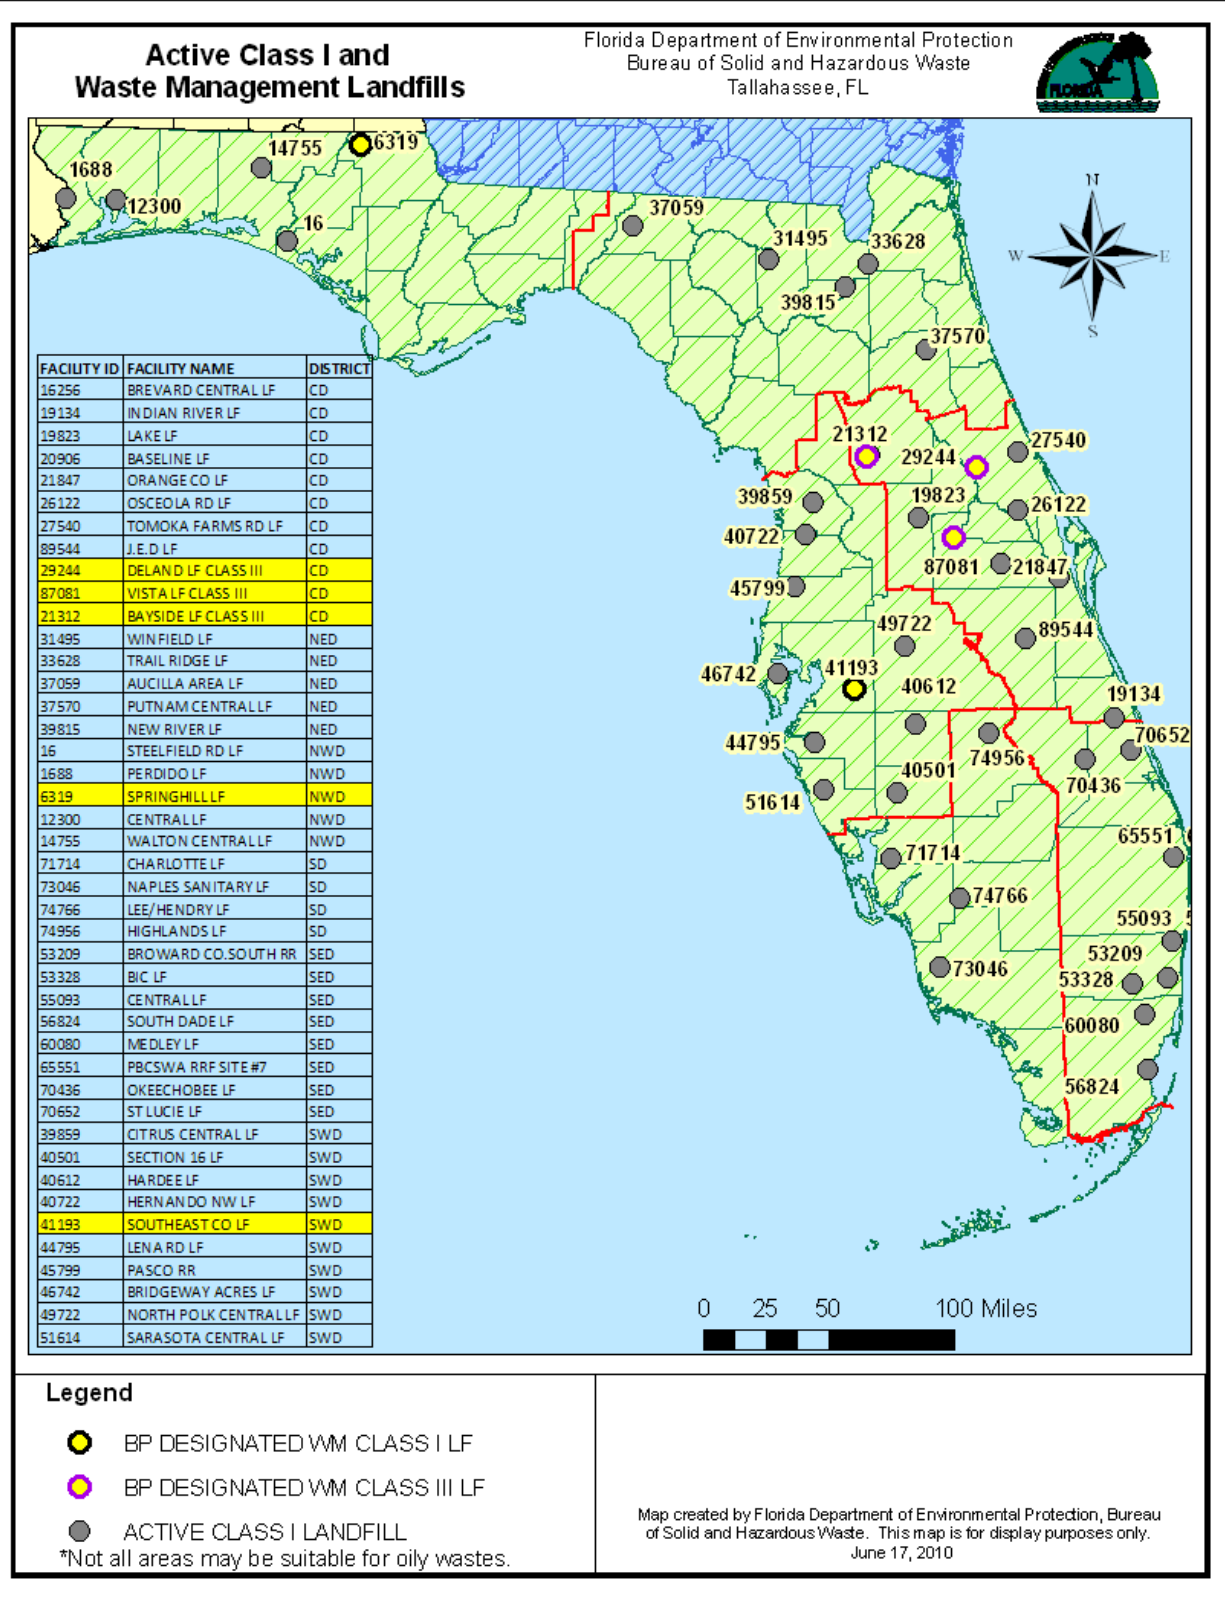 Active Class I and
Waste Management Landfills
Florida Department of Environmental Protection
Bureau of Solid and Hazardous Waste
Tallahassee, FL
FLORIDA
14755
6319
1688
12300
16
37059
31495
33628
39815
37570
N
W
E
S
21312
29244
27540
39859
19823
26122
40722
87081
21847
45799
49722
89544
46742
41193
40612
19134
44795
74956
70652
40501
70436
51614
65551
71714
74766
55093
53209
73046
53328
60080
56824
FACILITY ID FACILITY NAME DISTRICT
16256 BREVARD CENTRAL LF CD
19134 INDIAN RIVER LF CD
19823 LAKE LF CD
20906 BASELINE LF CD
21847 ORANGE CO LF CD
26122 OSCEOLA RD LF CD
27540 TOMOKA FARMS RD LF CD
89544 J.E.D LF CD
29244 DELAND LF CLASS III CD
87081 VISTA LF CLASS III CD
21312 BAYSIDE LF CLASS III CD
31495 WINFIELD LF NED
33628 TRAIL RIDGE LF NED
37059 AUCILLA AREA LF NED
37570 PUTNAM CENTRAL LF NED
39815 NEW RIVER LF NED
16 STEELFIELD RD LF NWD
1688 PERDIDO LF NWD
6319 SPRINGHILL LF NWD
12300 CENTRAL LF NWD
14755 WALTON CENTRAL LF NWD
71714 CHARLOTTE LF SD
73046 NAPLES SANITARY LF SD
74766 LEE/HENDRY LF SD
74956 HIGHLANDS LF SD
53209 BROWARD CO.SOUTH RR SED
53328 BIC LF SED
55093 CENTRAL LF SED
56824 SOUTH DADE LF SED
60080 MEDLEY LF SED
65551 PBCSWA RRF SITE #7 SED
70436 OKEECHOBEE LF SED
70652 ST LUCIE LF SED
39859 CITRUS CENTRAL LF SWD
40501 SECTION 16 LF SWD
40612 HARDEE LF SWD
40722 HERNANDO NW LF SWD
41193 SOUTHEAST CO LF SWD
44795 LENA RD LF SWD
45799 PASCO RR SWD
46742 BRIDGEWAY ACRES LF SWD
49722 NORTH POLK CENTRAL LF SWD
51614 SARASOTA CENTRAL LF SWD
0 25 50 100 Miles
Legend
BP DESIGNATED WM CLASS I LF
BP DESIGNATED WM CLASS III LF
ACTIVE CLASS I LANDFILL
*Not all areas may be suitable for oily wastes.
Map created by Florida Department of Environmental Protection, Bureau
of Solid and Hazardous Waste. This map is for display purposes only.
June 17, 2010